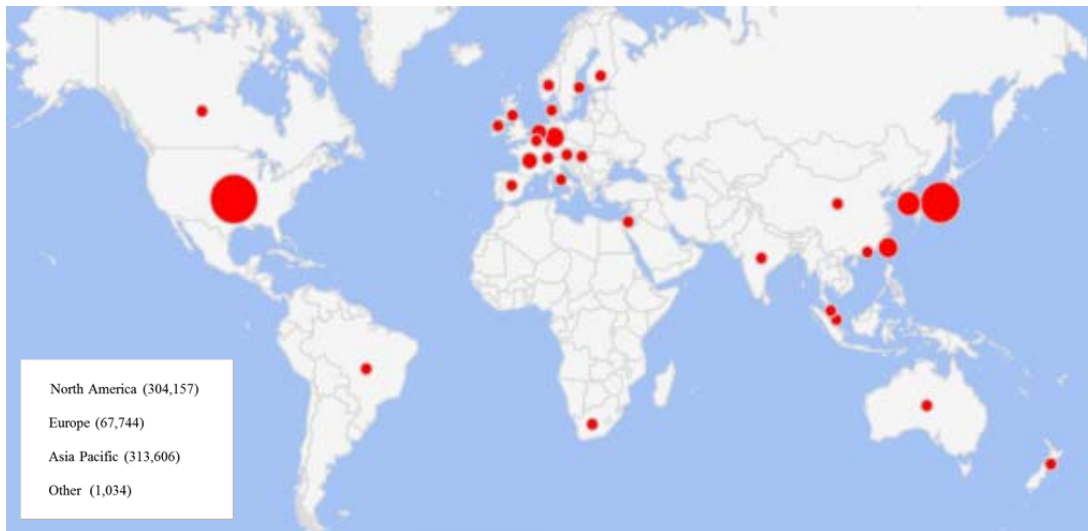 North America (304,157)
Europe (67,744)
Asia Pacific (313,606)
Other (1,034)